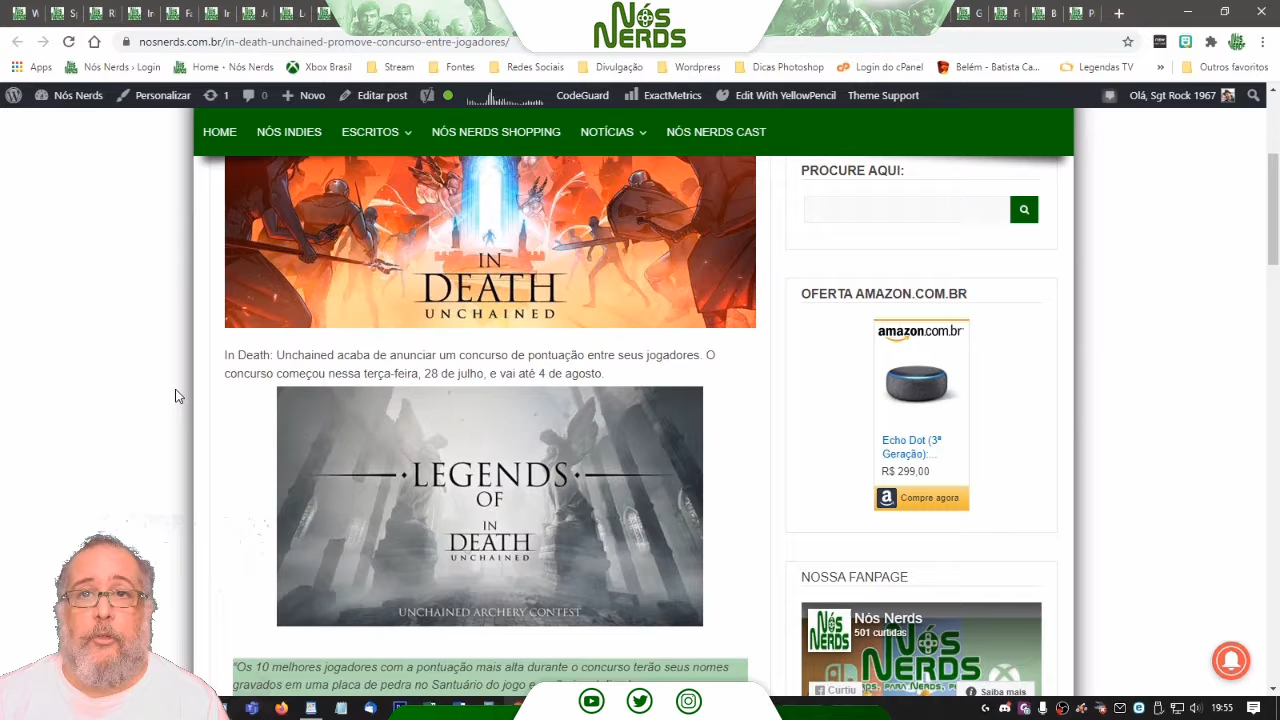 NÓS
NERDS
C
B
nosnerds.com.br/in-death-unchained-promove-concurso-entre-jogadores/
Apps
Nós Nerds › Login
Home - Nós Nerds
Xbox Brasil
Stream
Fontes
Redes Sociais
Divulgação
Wordpress
Dicas Photoshop
Login do cPanel
Belém - Batista Ca...
Legendas TV
»
Outros favoritos
Nós Nerds
Personalizar
1
0
Novo
Editar post
CodeGuard
ExactMetrics
Edit With YellowPencil
Theme Support
Olá, Sgt Rock 1967
HOME
NÓS INDIES
ESCRITOS
NÓS NERDS SHOPPING
NOTÍCIAS
NÓS NERDS CAST
IN
DEATH
UNCHAINED
In Death: Unchained acaba de anunciar um concurso de pontuação entre seus jogadores. O
concurso começou nessa terça-feira, 28 de julho, e vai até 4 de agosto.
LEGENDS
OF
IN
DEATH
UNCHAINED
UNCHAINED ARCHERY CONTEST
"Os 10 melhores jogadores com a pontuação mais alta durante o concurso terão seus nomes
gravados em uma placa de pedra no Santuário do jogo e
PROCURE AQUI:
OFERTA AMAZON.COM.BR
amazon.com.br
Echo Dot (3ª
Geração):...
R$ 299,00
Compre agora
NOSSA FANPAGE
NÓS
NERDS
Nós Nerds
501 curtidas
NÓS
NERDS
Curtiu
Saiba mais
19:55